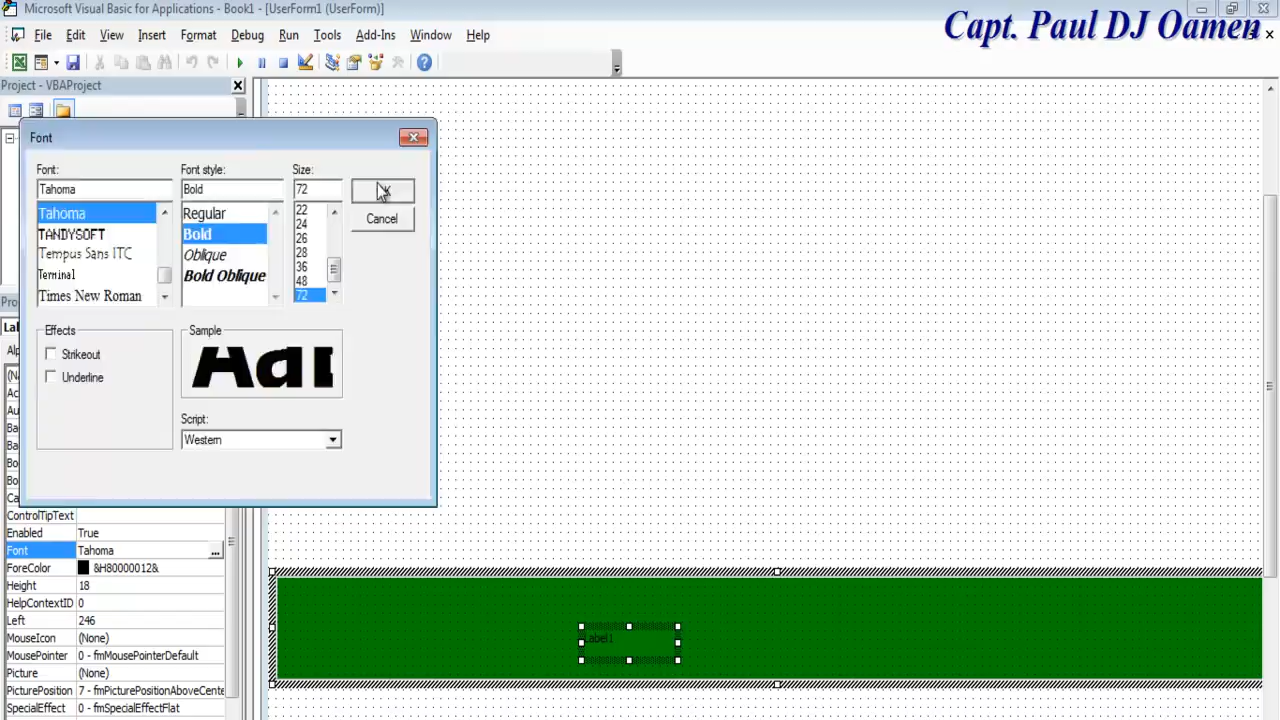 Microsoft Visual Basic for Applications - Book1 - [UserForm1 (UserForm)]
Capt. Paul DJ Oamen
File Edit View Insert Format Debug Run Tools Add-Ins Window Help
Project - VBAProject
Font
Font: Font style: Size:
Tahoma Bold 72
Cancel
Tahoma Regular 22
TANDYSOFT Bold 24
Tempus Sans ITC Oblique 26
Terminal Bold Oblique 28
Times New Roman 36
48
72
Effects Sample
Strikeout
Underline
Script:
Western
ControlTipText
Enabled True
Font Tahoma ...
ForeColor &H80000012&
Height 18
HelpContextID 0
Left 246
MouseIcon (None)
MousePointer 0 - fmMousePointerDefault
Picture (None)
PicturePosition 7 - fmPicturePositionAboveCente
SpecialEffect 0 - fmSpecialEffectFlat
Label1